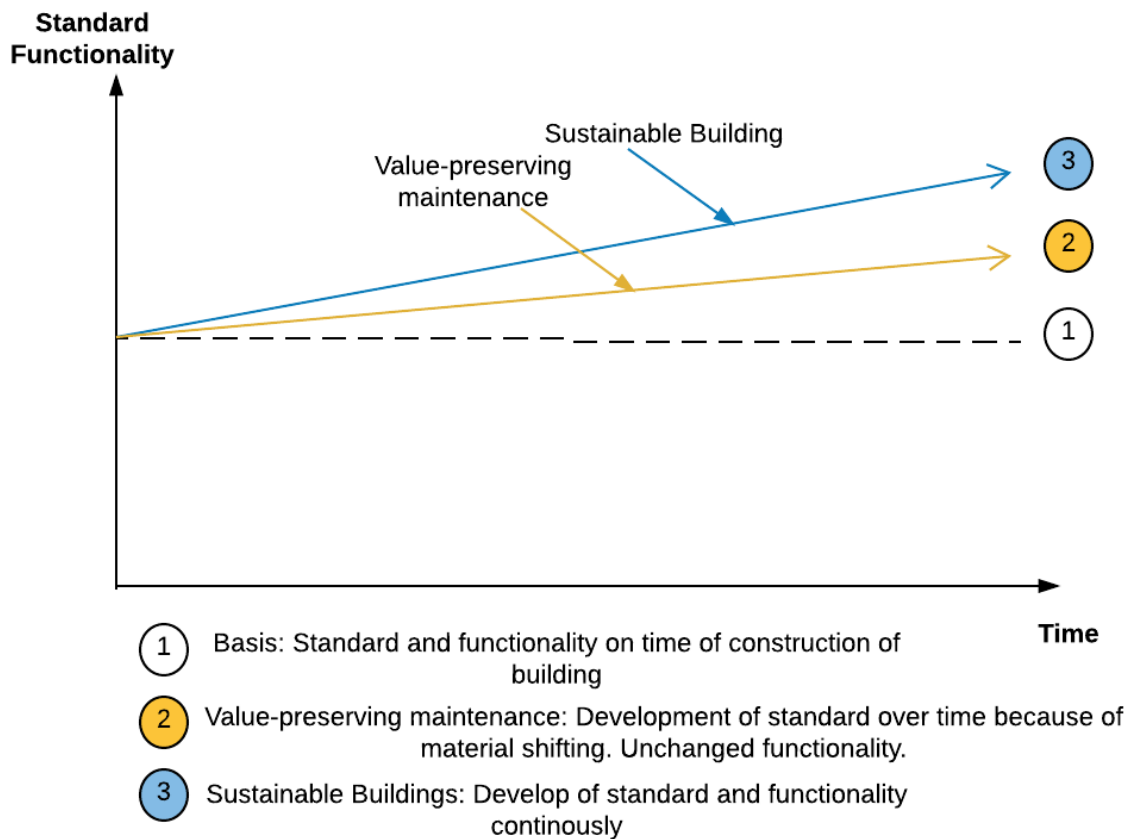 Standard
Functionality
Sustainable Building
Value-preserving
maintenance
3
2
1
Time
1 Basis: Standard and functionality on time of construction of
building
2 Value-preserving maintenance: Development of standard over time because of
material shifting. Unchanged functionality.
3 Sustainable Buildings: Develop of standard and functionality
continously